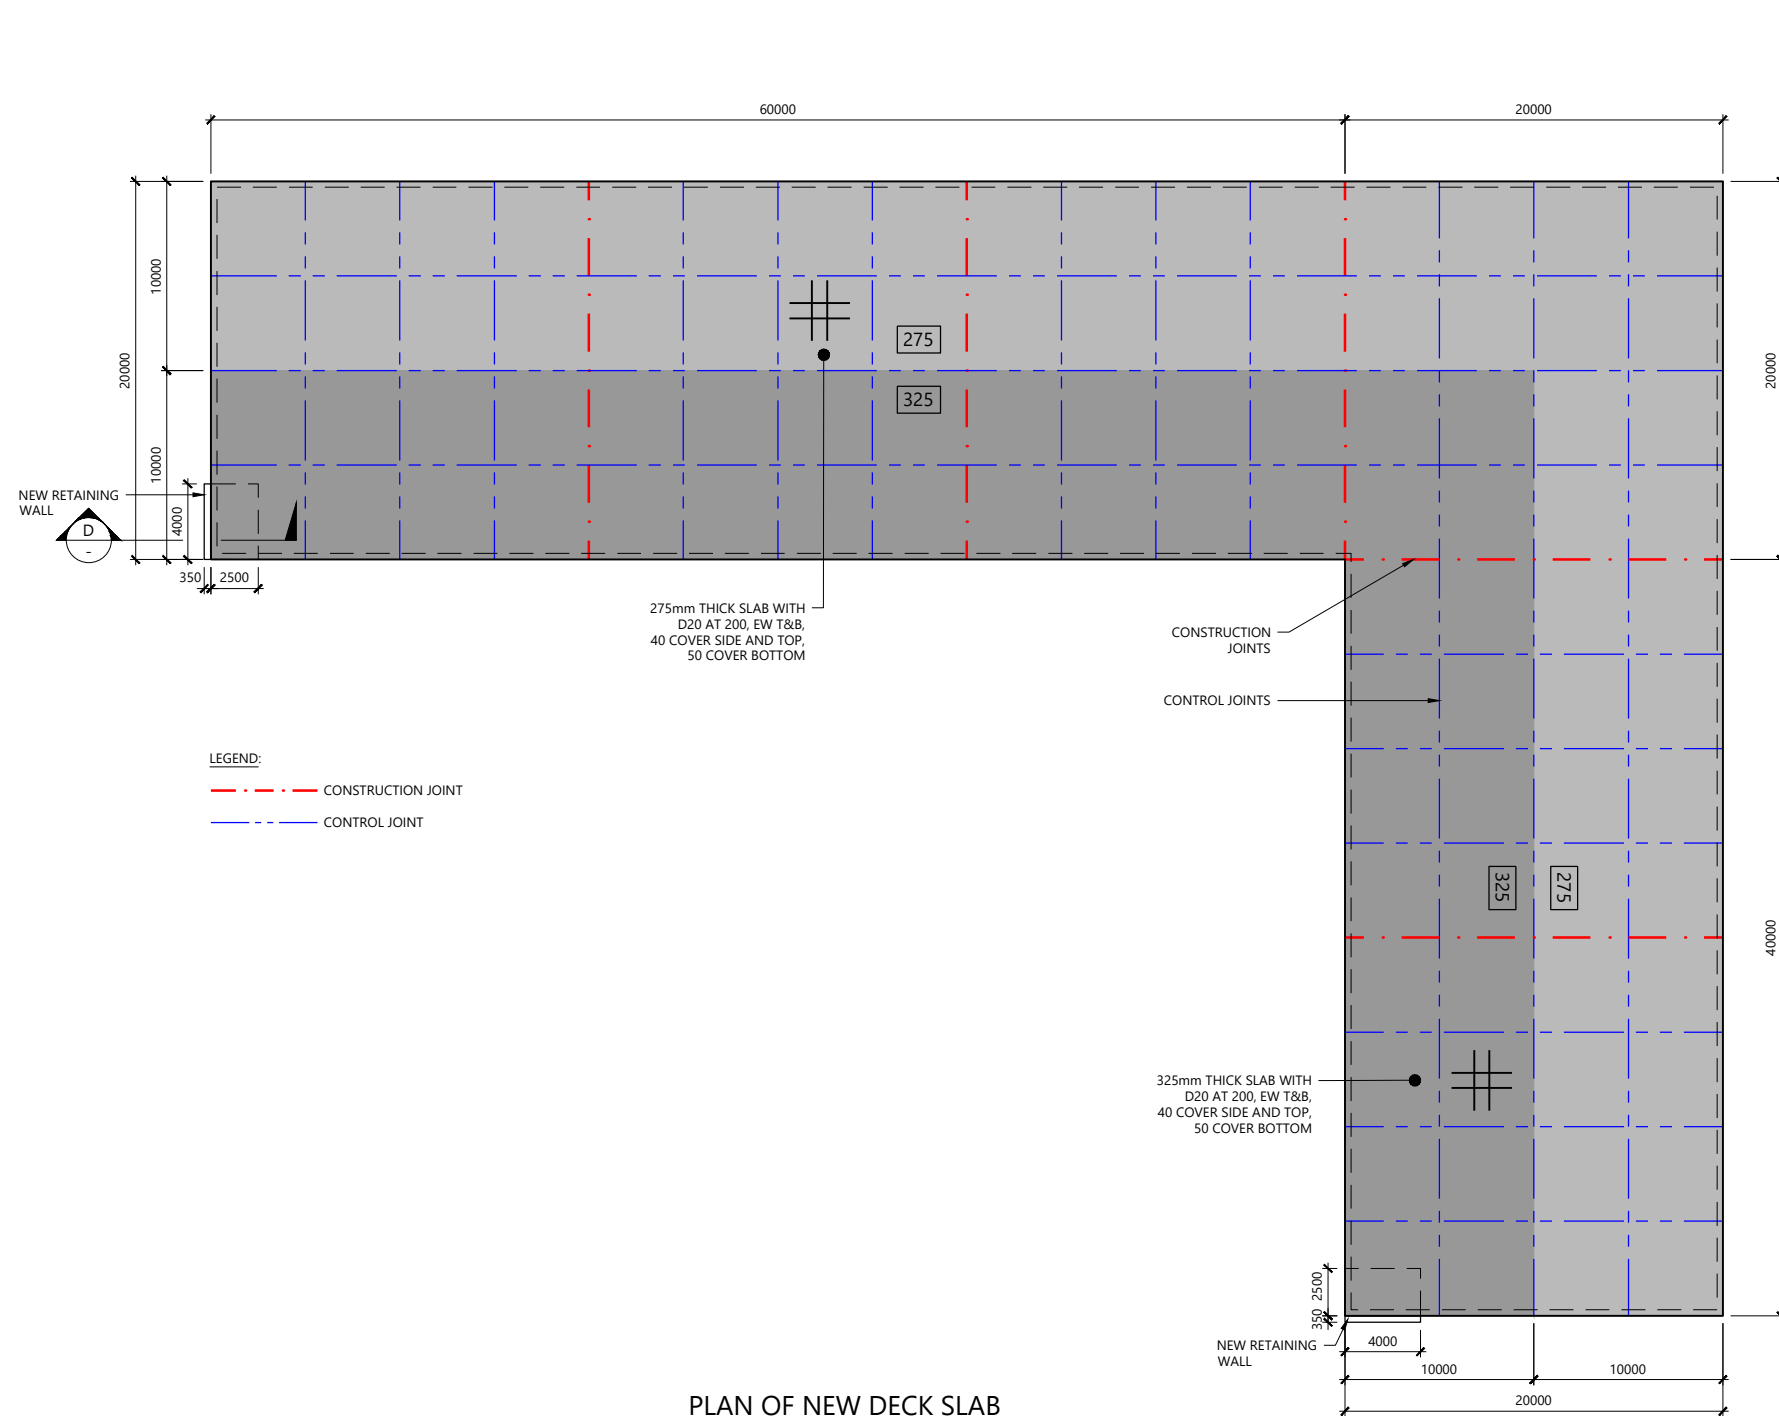 60000
20000
10000
20000
20000
275
325
10000
NEW RETAINING
WALL
4000
D
-
350
2500
275mm THICK SLAB WITH
D20 AT 200, EW T&B,
40 COVER SIDE AND TOP,
50 COVER BOTTOM
CONSTRUCTION
JOINTS
CONTROL JOINTS
LEGEND:
CONSTRUCTION JOINT
CONTROL JOINT
325
275
40000
325mm THICK SLAB WITH
D20 AT 200, EW T&B,
40 COVER SIDE AND TOP,
50 COVER BOTTOM
2500
350
NEW RETAINING
WALL
4000
10000
10000
20000
PLAN OF NEW DECK SLAB